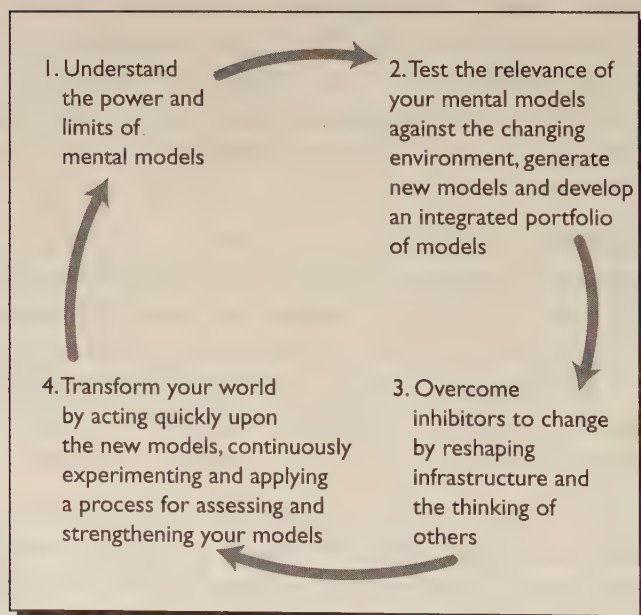 1. Understand
the power and
limits of
mental models
2. Test the relevance of
your mental models
against the changing
environment, generate
new models and develop
an integrated portfolio
of models
3. Overcome
inhibitors to change
by reshaping
infrastructure and
the thinking of
others
4. Transform your world
by acting quickly upon
the new models, continuously
experimenting and applying
a process for assessing and
strengthening your models